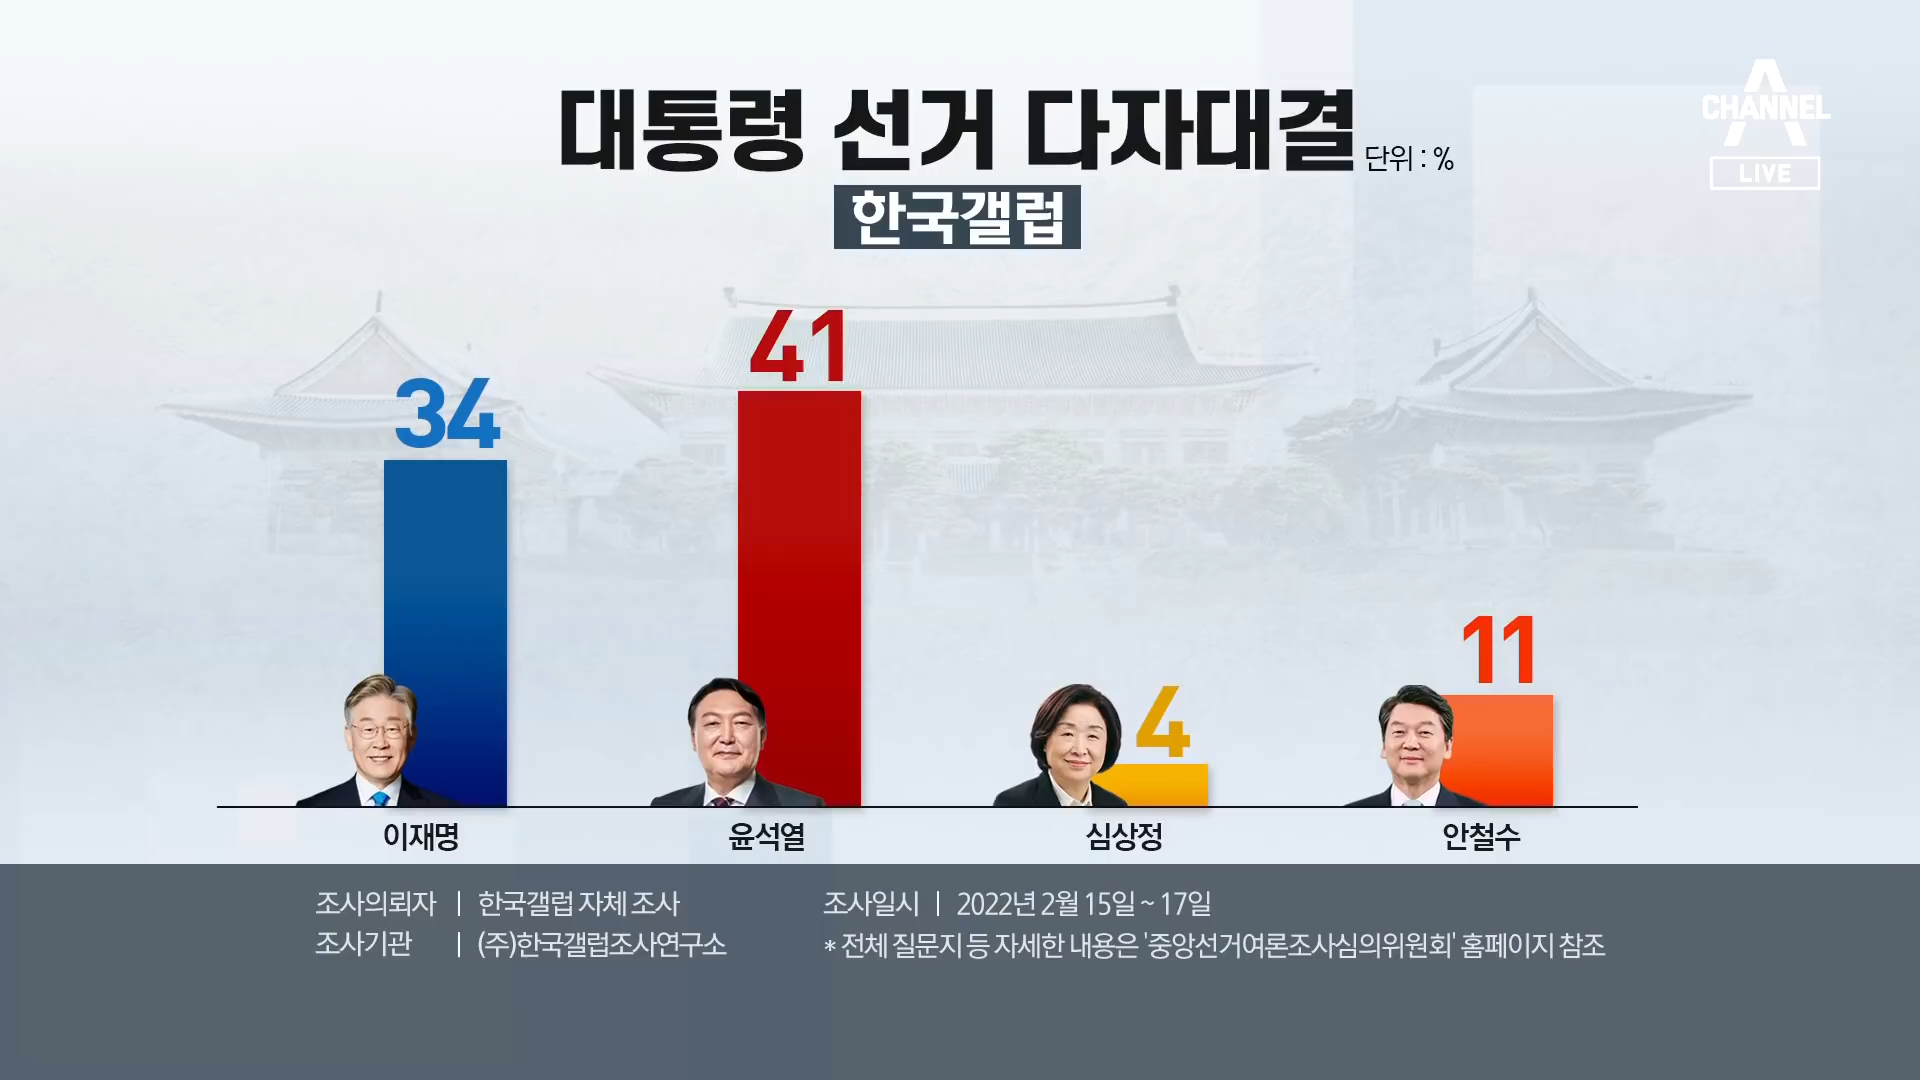 대통령 선거 다자대결 단위 : %
한국갤럽
CHANNEL A
LIVE
34
41
4
11
이재명
윤석열
심상정
안철수
조사의뢰자 | 한국갤럽 자체 조사
조사기관 | (주)한국갤럽조사연구소
조사일시 | 2022년 2월 15일 ~ 17일
* 전체 질문지 등 자세한 내용은 '중앙선거여론조사심의위원회' 홈페이지 참조